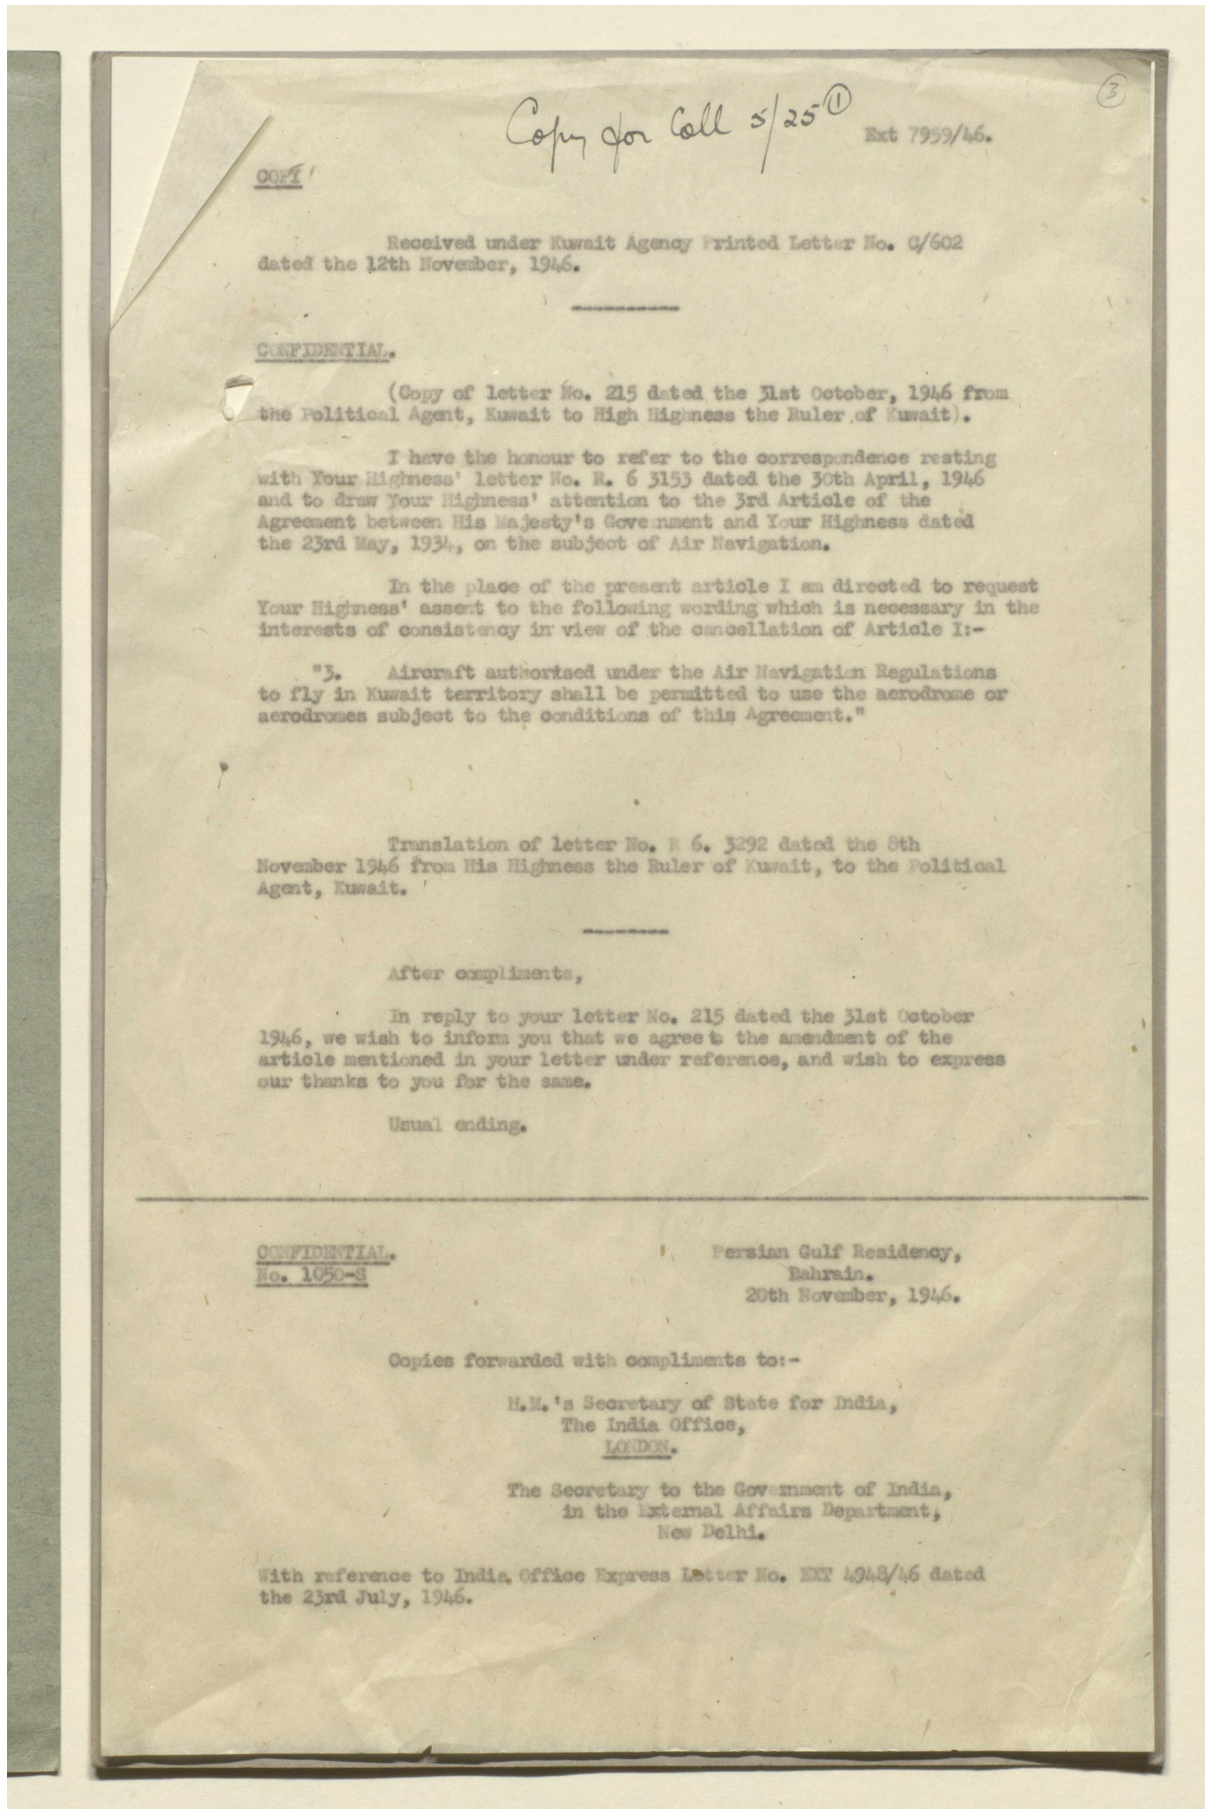 3
Copy for Coll 5/25 ①
Ext 7959/46.
COPY
Received under Kuwait Agency Printed Letter No. C/602
dated the 12th November, 1946.
CONFIDENTIAL.
(Copy of letter No. 215 dated the 31st October, 1946 from
the Political Agent, Kuwait to High Highness the Ruler of Kuwait).
I have the honour to refer to the correspondence resting
with Your Highness' letter No. R. 6 3153 dated the 30th April, 1946
and to draw Your Highness' attention to the 3rd Article of the
Agreement between His Majesty's Government and Your Highness dated
the 23rd May, 1934, on the subject of Air Navigation.
In the place of the present article I am directed to request
Your Highness' assent to the following wording which is necessary in the
interests of consistency in view of the cancellation of Article I:-
"3. Aircraft authorised under the Air Navigation Regulations
to fly in Kuwait territory shall be permitted to use the aerodrome or
aerodromes subject to the conditions of this Agreement."
Translation of letter No. R 6. 3292 dated the 8th
November 1946 from His Highness the Ruler of Kuwait, to the Political
Agent, Kuwait.
After compliments,
In reply to your letter No. 215 dated the 31st October
1946, we wish to inform you that we agree to the amendment of the
article mentioned in your letter under reference, and wish to express
our thanks to you for the same.
Usual ending.
CONFIDENTIAL.
No. 1050-S
Persian Gulf Residency,
Bahrain.
20th November, 1946.
Copies forwarded with compliments to:-
H.M.'s Secretary of State for India,
The India Office,
LONDON.
The Secretary to the Government of India,
in the External Affairs Department,
New Delhi.
With reference to India Office Express Letter No. EXT 4948/46 dated
the 23rd July, 1946.